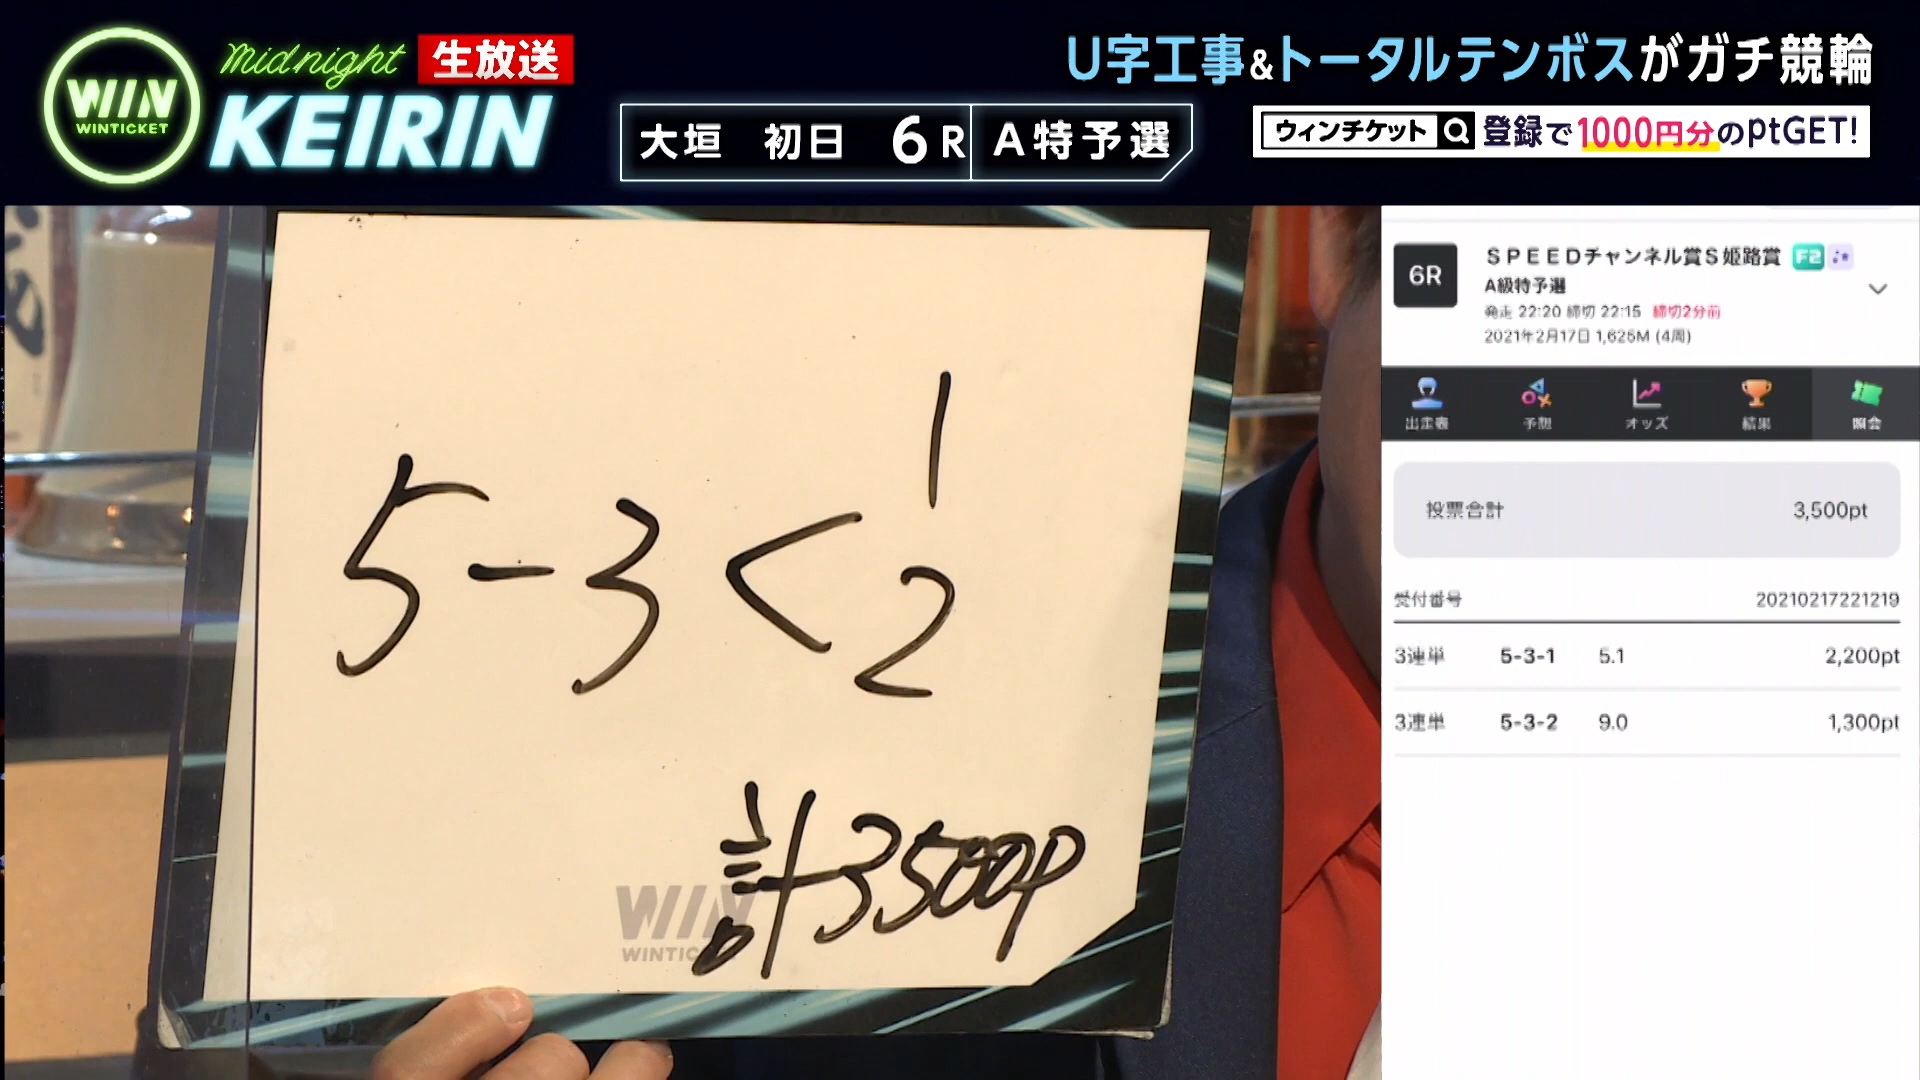 WIN
WINTICKET
Midnight
生放送
KEIRIN
大垣 初日 6R
A特予選
U字工事&トータルテンボスがガチ競輪
ウィンチケット
登録で1000円分のptGET!
5-3<1
2
計3500P
WIN
WINTIC
6R
SPEEDチャンネル賞S姫路賞 F2
A級特予選
発走 22:20 締切 22:15 締切2分前
2021年2月17日 1,625M (4周)
出走表 予想 オッズ 結果 照会
投票合計 3,500pt
受付番号 20210217221219
3連単 5-3-1 5.1 2,200pt
3連単 5-3-2 9.0 1,300pt